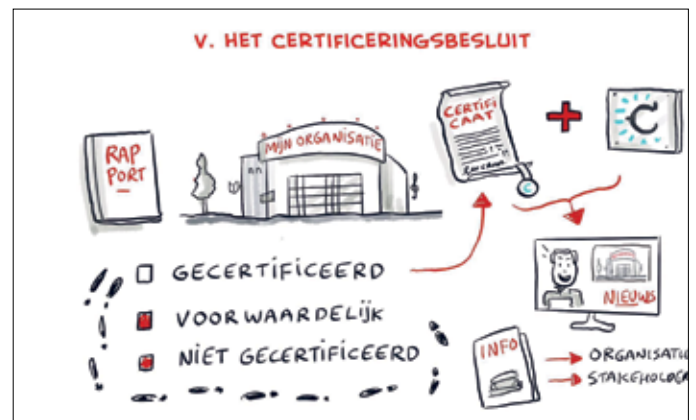 V. HET CERTIFICERINGSBESLUIT
RAP
PORT
MIJN ORGANISATIE
CERTIFI
CAAT
+
C
GECERTIFICEERD
VOORWAARDELIJK
NIET GECERTIFICEERD
NIEUWS
INFO
ORGANISATIE
STAKEHOLDER